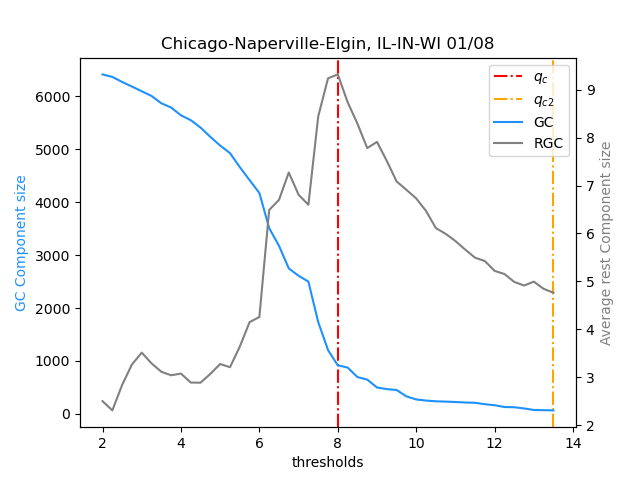 Chicago-Naperville-Elgin, IL-IN-WI 01/08
GC Component size
6000
5000
4000
3000
2000
1000
0
9
8
7
6
5
4
3
2
Average rest Component size
q_c
q_{c2}
GC
RGC
2 4 6 8 10 12 14
thresholds